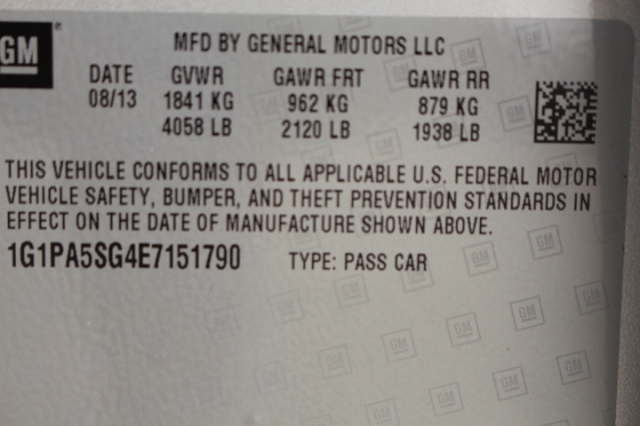 GM®
MFD BY GENERAL MOTORS LLC
DATE GVWR GAWR FRT GAWR RR
08/13 1841 KG 962 KG 879 KG
4058 LB 2120 LB 1938 LB
THIS VEHICLE CONFORMS TO ALL APPLICABLE U.S. FEDERAL MOTOR
VEHICLE SAFETY, BUMPER, AND THEFT PREVENTION STANDARDS IN
EFFECT ON THE DATE OF MANUFACTURE SHOWN ABOVE.
1G1PA5SG4E7151790 TYPE: PASS CAR